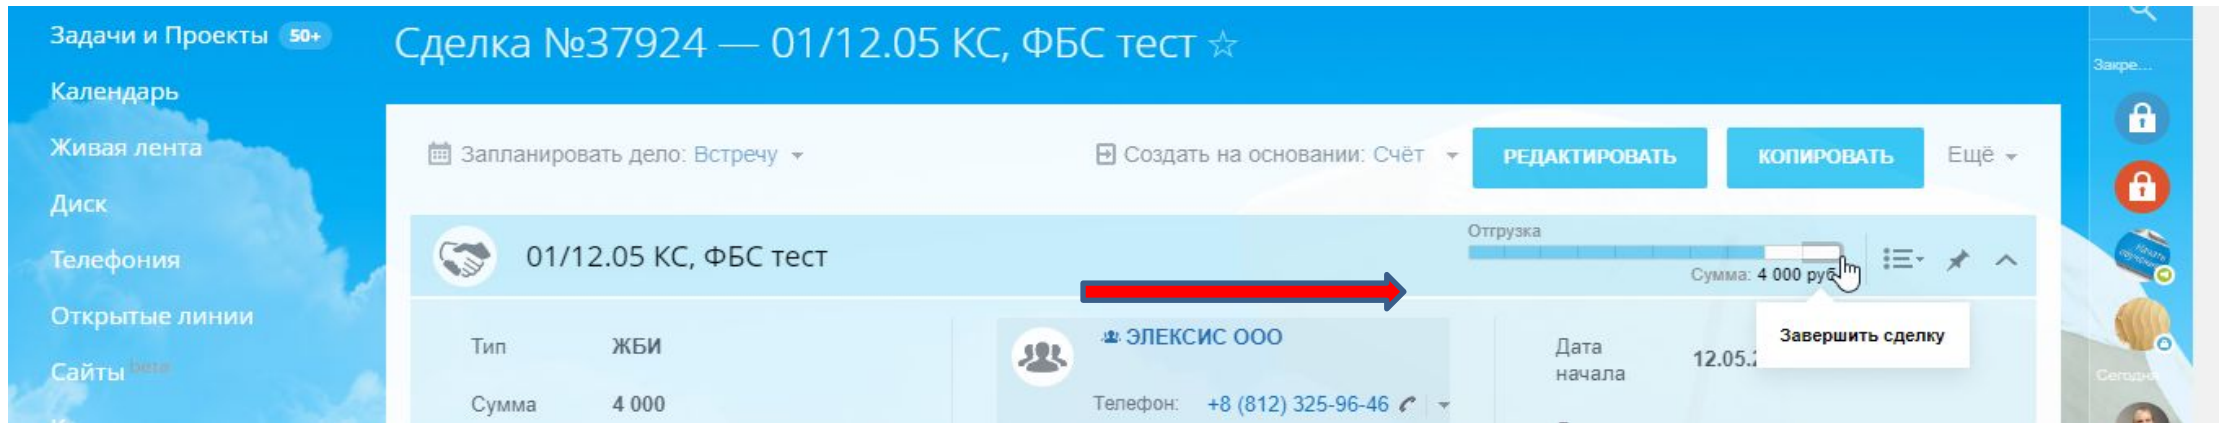 Задачи и Проекты 50+
Календарь
Живая лента
Диск
Телефония
Открытые линии
Сайты beta
Сделка №37924 — 01/12.05 КС, ФБС тест ☆
Запланировать дело: Встречу
Создать на основании: Счёт
РЕДАКТИРОВАТЬ
КОПИРОВАТЬ
Ещё
01/12.05 КС, ФБС тест
Отгрузка
Сумма: 4 000 руб
Завершить сделку
Тип ЖБИ
Сумма 4 000
ЭЛЕКСИС ООО
Телефон: +8 (812) 325-96-46
Дата начала 12.05.
Закре...